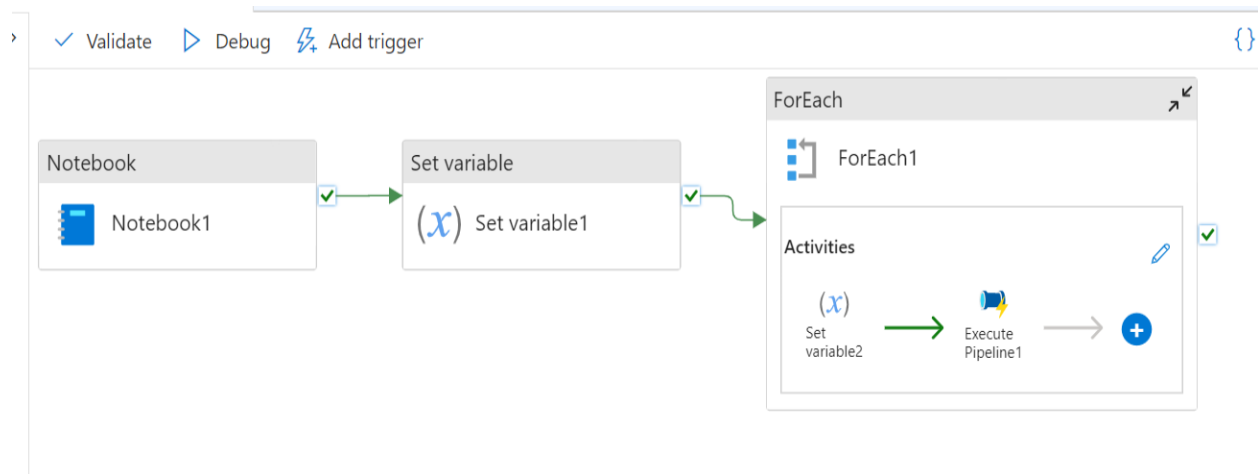 Validate Debug Add trigger {}
ForEach
Notebook Set variable ForEach1
Notebook1 (x) Set variable1
Activities
(x)
Set Execute
variable2 Pipeline1